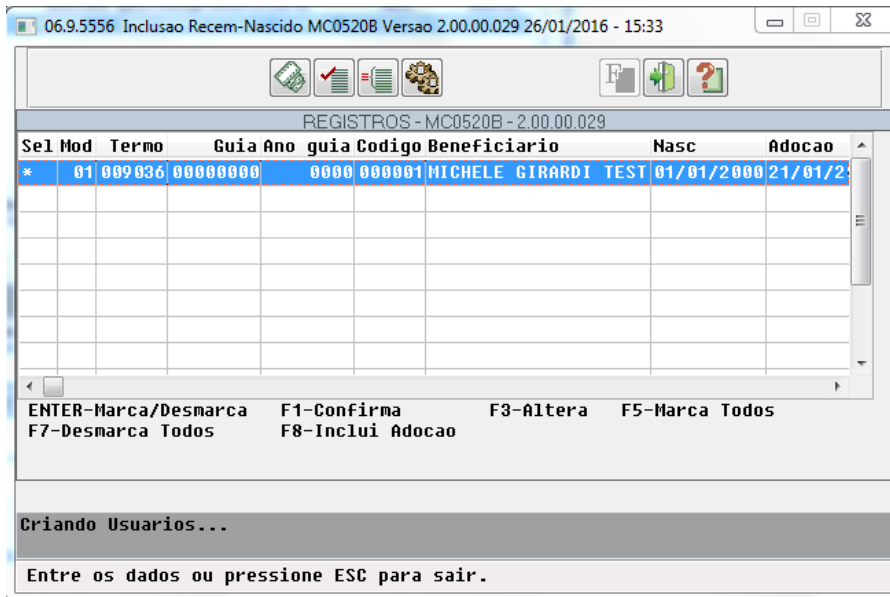 06.9.5556 Inclusao Recem-Nascido MC0520B Versao 2.00.00.029 26/01/2016 - 15:33
REGISTROS - MC0520B - 2.00.00.029
Sel Mod Termo Guia Ano guia Codigo Beneficiario Nasc Adocao
* 01 009036 00000000 0000 000001 MICHELE GIRARDI TEST 01/01/2000 21/01/2
ENTER-Marca/Desmarca F1-Confirma F3-Altera F5-Marca Todos
F7-Desmarca Todos F8-Inclui Adocao
Criando Usuarios...
Entre os dados ou pressione ESC para sair.